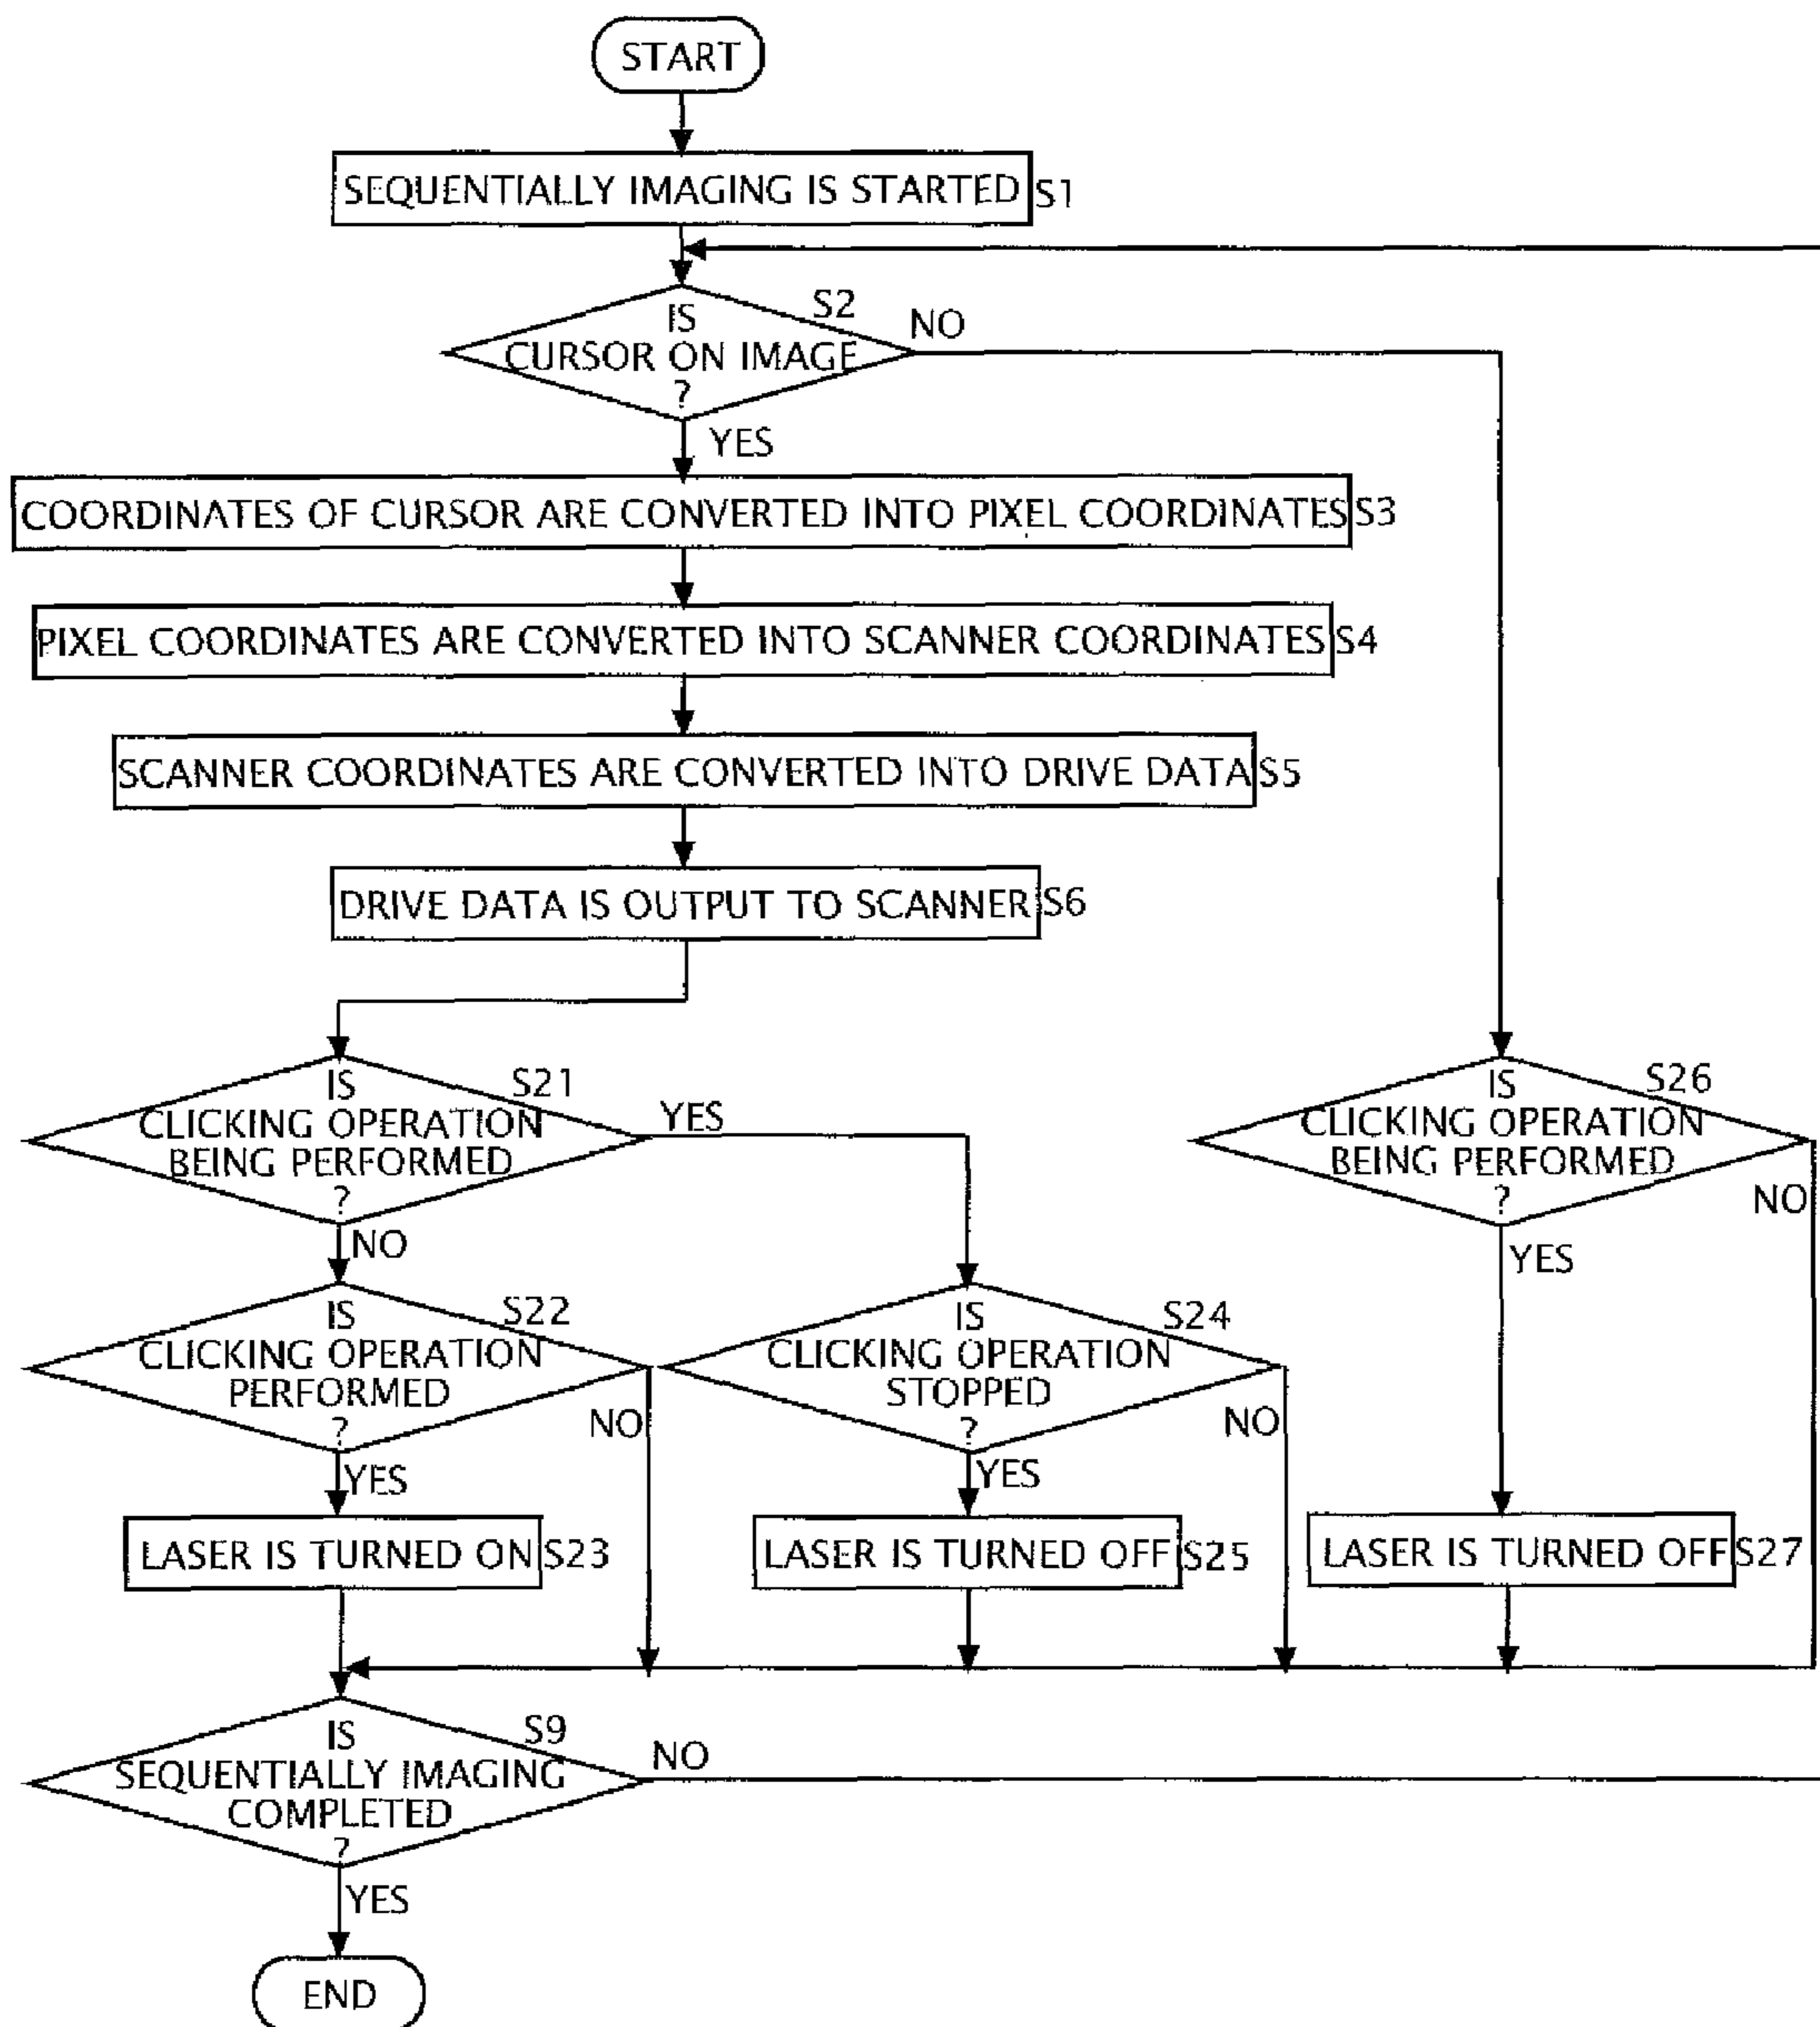 START
SEQUENTIALLY IMAGING IS STARTED S1
S2
IS
CURSOR ON IMAGE
?
NO
YES
COORDINATES OF CURSOR ARE CONVERTED INTO PIXEL COORDINATES S3
PIXEL COORDINATES ARE CONVERTED INTO SCANNER COORDINATES S4
SCANNER COORDINATES ARE CONVERTED INTO DRIVE DATA S5
DRIVE DATA IS OUTPUT TO SCANNER S6
S21
IS
CLICKING OPERATION
BEING PERFORMED
?
YES
NO
S26
IS
CLICKING OPERATION
BEING PERFORMED
?
NO
YES
S22
IS
CLICKING OPERATION
PERFORMED
?
NO
YES
S24
IS
CLICKING OPERATION
STOPPED
?
NO
YES
LASER IS TURNED ON S23
LASER IS TURNED OFF S25
LASER IS TURNED OFF S27
S9
IS
SEQUENTIALLY IMAGING
COMPLETED
?
NO
YES
END